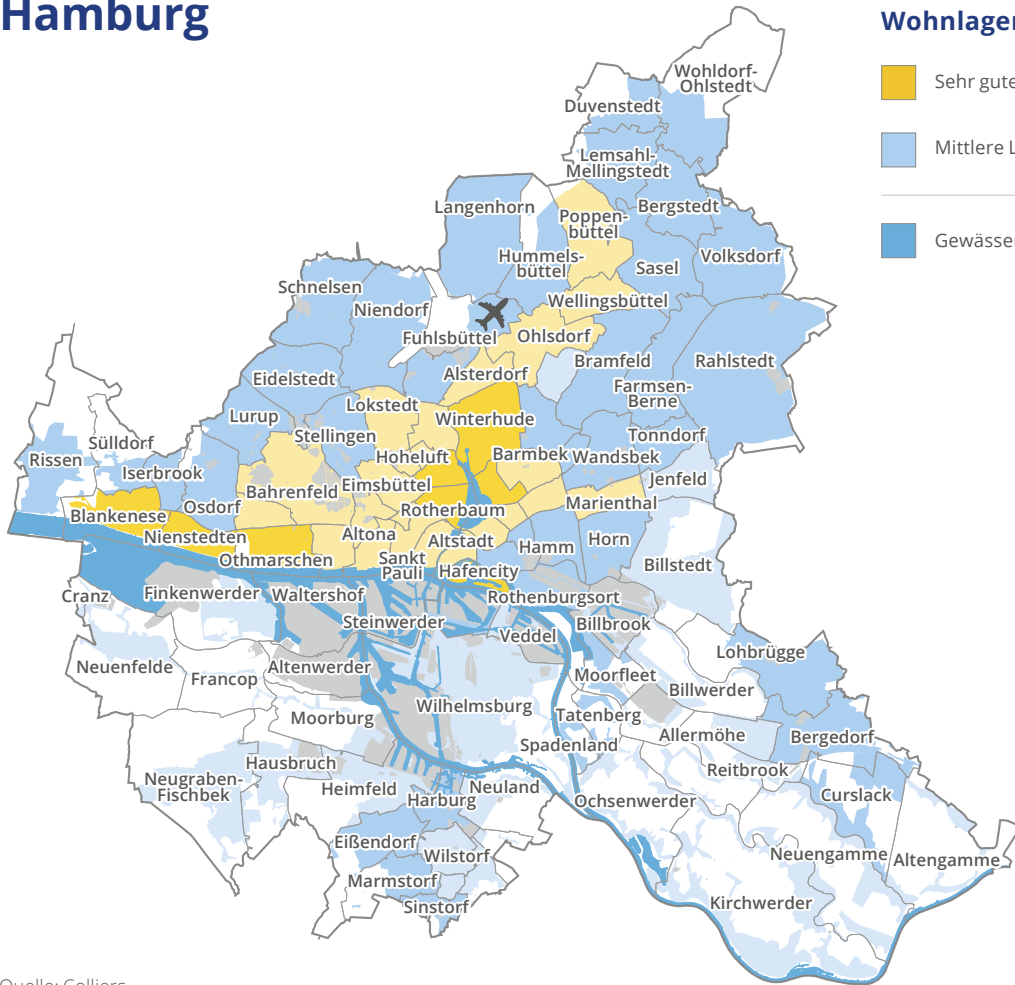 Hamburg
Wohnlagen
Sehr gute
Mittlere L
Gewässer
Wohldorf-
Ohlstedt
Duvenstedt
Lemsahl-
Mellingstedt
Langenhorn
Bergstedt
Poppen-
büttel
Hummels-
büttel
Volksdorf
Sasel
Schnelsen
Wellingsbüttel
Niendorf
Fuhlsbüttel
Ohlsdorf
Bramfeld
Rahlstedt
Alsterdorf
Eidelstedt
Farmsen-
Berne
Lokstedt
Lurup
Winterhude
Stellingen
Tonndorf
Sülldorf
Hoheluft
Barmbek
Wandsbek
Rissen
Iserbrook
Jenfeld
Eimsbüttel
Bahrenfeld
Osdorf
Marienthal
Rotherbaum
Blankenese
Nienstedten
Altona
Altstadt
Horn
Hamm
Othmarschen
Sankt
Pauli
Hafencity
Billstedt
Cranz
Finkenwerder
Waltershof
Rothenburgsort
Steinwerder
Billbrook
Veddel
Lohbrügge
Neuenfelde
Altenwerder
Francop
Moorfleet
Billwerder
Wilhelmsburg
Moorburg
Tatenberg
Allermöhe
Bergedorf
Spadenland
Hausbruch
Reitbrook
Neugraben-
Fischbek
Heimfeld
Neuland
Curslack
Harburg
Ochsenwerder
Eißendorf
Wilstorf
Neuengamme
Altengamme
Marmstorf
Kirchwerder
Sinstorf
Quelle: Colliers